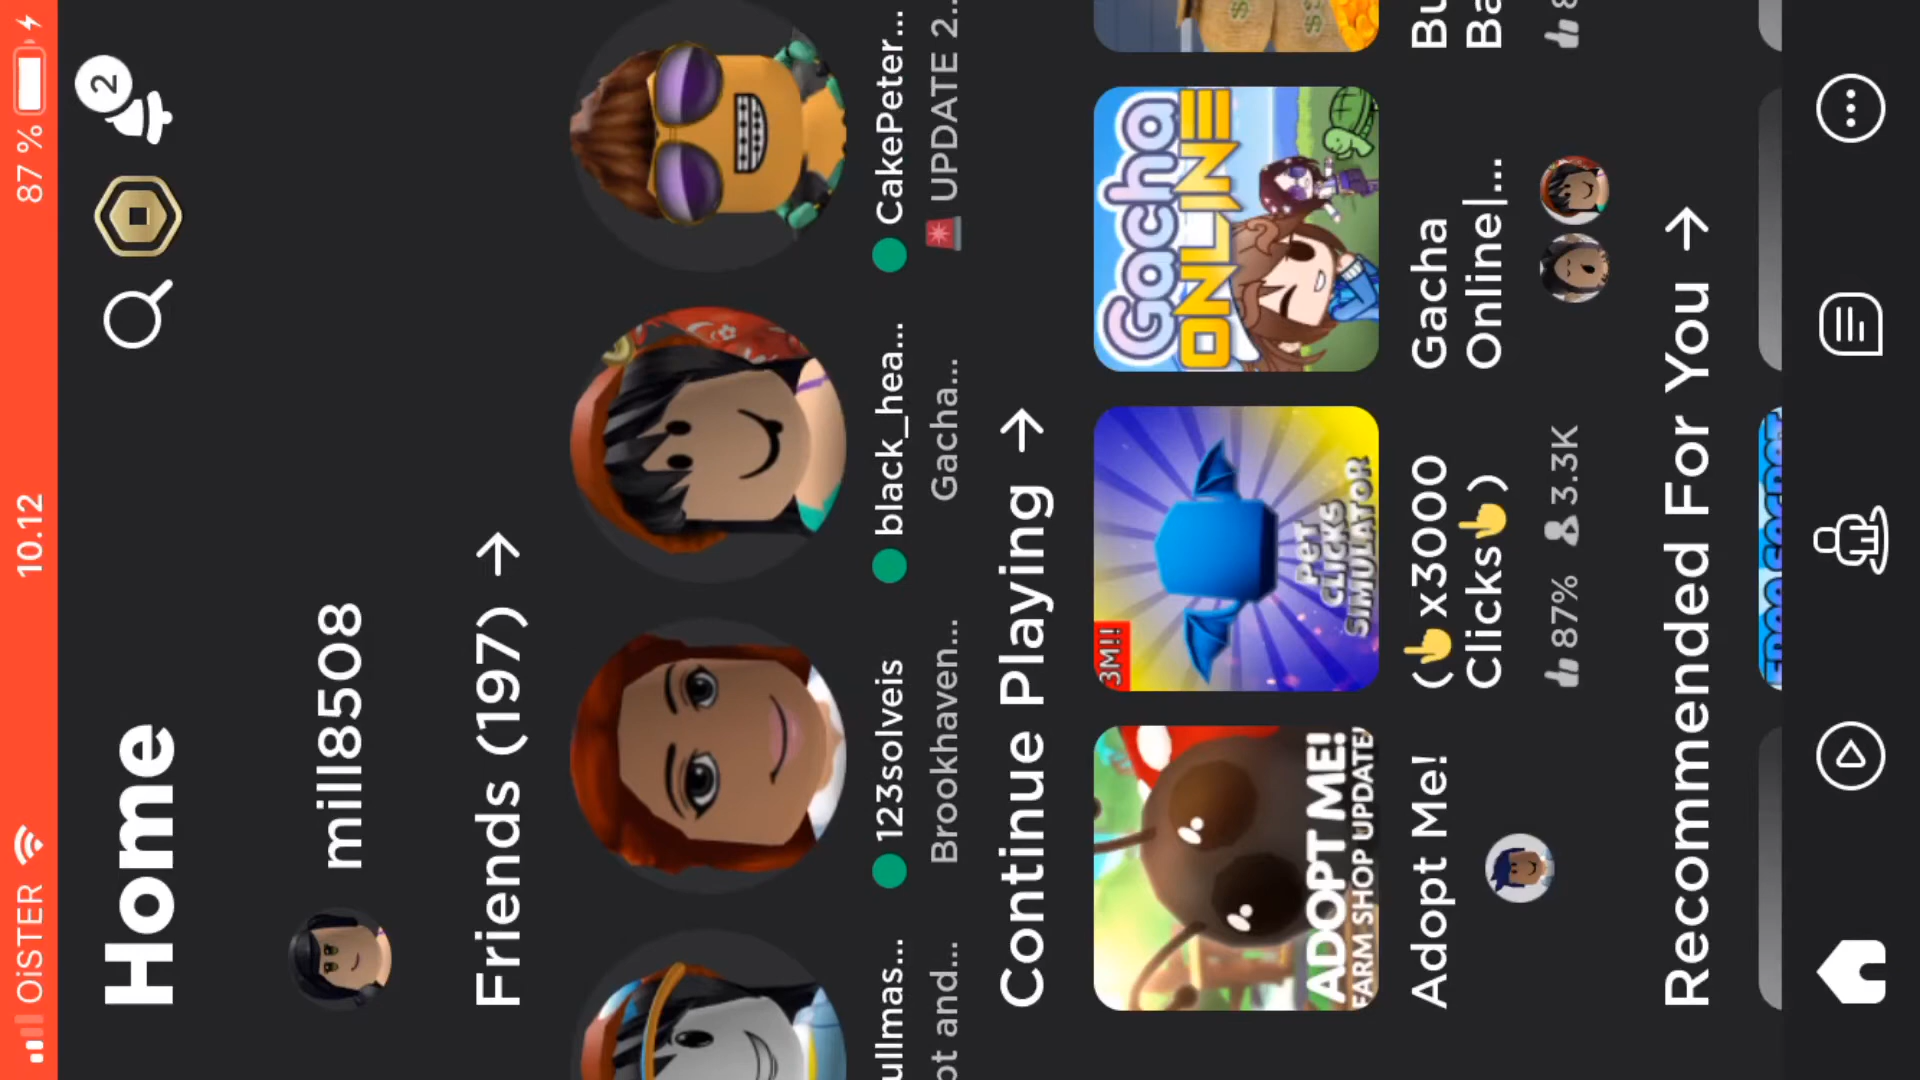 OiSTER 10.12 87 %
Home
2
mill8508
Friends (197) →
ullmas... 123solveis black_hea... CakePeter...
pt and... Brookhaven... Gacha... UPDATE 2...
Continue Playing →
ADOPT ME!
FARM SHOP UPDATE!
3M!!
PET
CLICKS
SIMULATOR
Gacha
ONLINE
Adopt Me!
(👆x3000
Clicks👆)
87% 3.3K
Gacha
Online|...
Bu
Ba
8
Recommended For You →